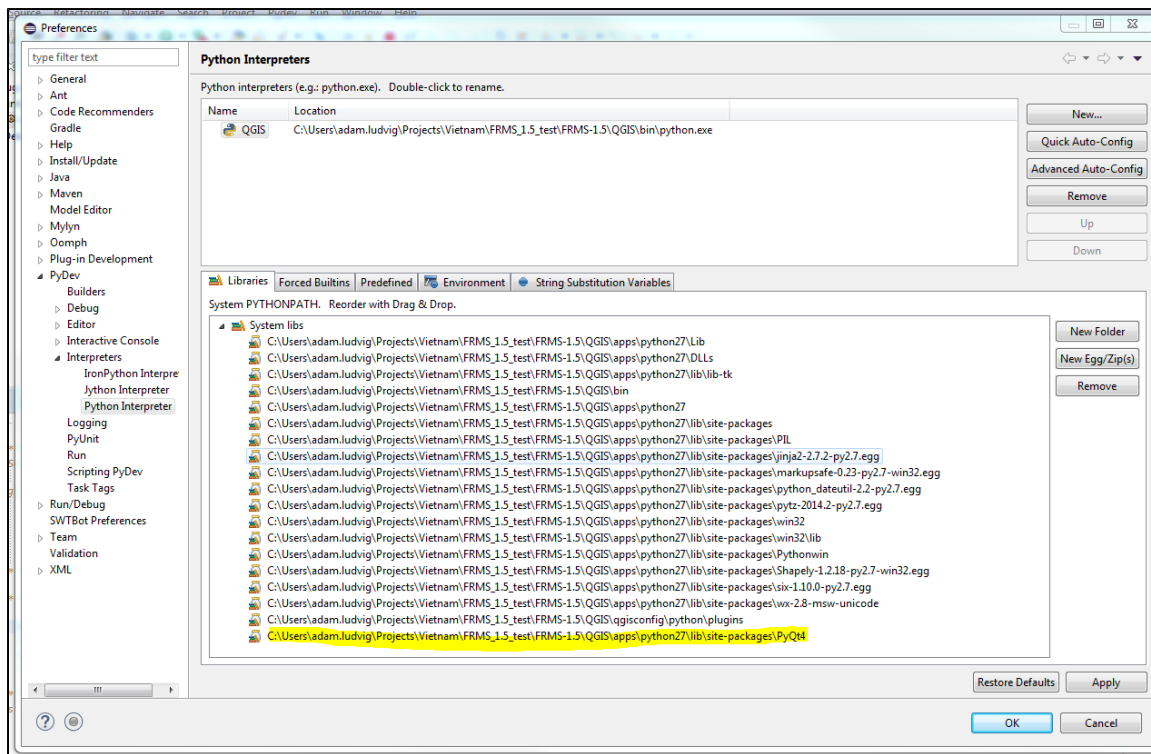 Source Refactoring Navigate Search Project Pydev Run Window Help
Preferences
type filter text
General
Ant
Code Recommenders
Gradle
Help
Install/Update
Java
Maven
Model Editor
Mylyn
Oomph
Plug-in Development
PyDev
Builders
Debug
Editor
Interactive Console
Interpreters
IronPython Interpre
Jython Interpreter
Python Interpreter
Logging
PyUnit
Run
Scripting PyDev
Task Tags
Run/Debug
SWTBot Preferences
Team
Validation
XML
Python Interpreters
Python interpreters (e.g.: python.exe). Double-click to rename.
Name Location
QGIS C:\Users\adam.ludvig\Projects\Vietnam\FRMS_1.5_test\FRMS-1.5\QGIS\bin\python.exe
New...
Quick Auto-Config
Advanced Auto-Config
Remove
Up
Down
Libraries Forced Builtins Predefined Environment String Substitution Variables
System PYTHONPATH. Reorder with Drag & Drop.
System libs
C:\Users\adam.ludvig\Projects\Vietnam\FRMS_1.5_test\FRMS-1.5\QGIS\apps\python27\Lib
C:\Users\adam.ludvig\Projects\Vietnam\FRMS_1.5_test\FRMS-1.5\QGIS\apps\python27\DLLs
C:\Users\adam.ludvig\Projects\Vietnam\FRMS_1.5_test\FRMS-1.5\QGIS\apps\python27\lib\lib-tk
C:\Users\adam.ludvig\Projects\Vietnam\FRMS_1.5_test\FRMS-1.5\QGIS\bin
C:\Users\adam.ludvig\Projects\Vietnam\FRMS_1.5_test\FRMS-1.5\QGIS\apps\python27
C:\Users\adam.ludvig\Projects\Vietnam\FRMS_1.5_test\FRMS-1.5\QGIS\apps\python27\lib\site-packages
C:\Users\adam.ludvig\Projects\Vietnam\FRMS_1.5_test\FRMS-1.5\QGIS\apps\python27\lib\site-packages\PIL
C:\Users\adam.ludvig\Projects\Vietnam\FRMS_1.5_test\FRMS-1.5\QGIS\apps\python27\lib\site-packages\jinja2-2.7.2-py2.7.egg
C:\Users\adam.ludvig\Projects\Vietnam\FRMS_1.5_test\FRMS-1.5\QGIS\apps\python27\lib\site-packages\markupsafe-0.23-py2.7-win32.egg
C:\Users\adam.ludvig\Projects\Vietnam\FRMS_1.5_test\FRMS-1.5\QGIS\apps\python27\lib\site-packages\python_dateutil-2.2-py2.7.egg
C:\Users\adam.ludvig\Projects\Vietnam\FRMS_1.5_test\FRMS-1.5\QGIS\apps\python27\lib\site-packages\pytz-2014.2-py2.7.egg
C:\Users\adam.ludvig\Projects\Vietnam\FRMS_1.5_test\FRMS-1.5\QGIS\apps\python27\lib\site-packages\win32
C:\Users\adam.ludvig\Projects\Vietnam\FRMS_1.5_test\FRMS-1.5\QGIS\apps\python27\lib\site-packages\win32\lib
C:\Users\adam.ludvig\Projects\Vietnam\FRMS_1.5_test\FRMS-1.5\QGIS\apps\python27\lib\site-packages\Pythonwin
C:\Users\adam.ludvig\Projects\Vietnam\FRMS_1.5_test\FRMS-1.5\QGIS\apps\python27\lib\site-packages\Shapely-1.2.18-py2.7-win32.egg
C:\Users\adam.ludvig\Projects\Vietnam\FRMS_1.5_test\FRMS-1.5\QGIS\apps\python27\lib\site-packages\six-1.10.0-py2.7.egg
C:\Users\adam.ludvig\Projects\Vietnam\FRMS_1.5_test\FRMS-1.5\QGIS\apps\python27\lib\site-packages\wx-2.8-msw-unicode
C:\Users\adam.ludvig\Projects\Vietnam\FRMS_1.5_test\FRMS-1.5\QGIS\qgisconfig\python\plugins
C:\Users\adam.ludvig\Projects\Vietnam\FRMS_1.5_test\FRMS-1.5\QGIS\apps\python27\lib\site-packages\PyQt4
New Folder
New Egg/Zip(s)
Remove
Restore Defaults Apply
OK Cancel